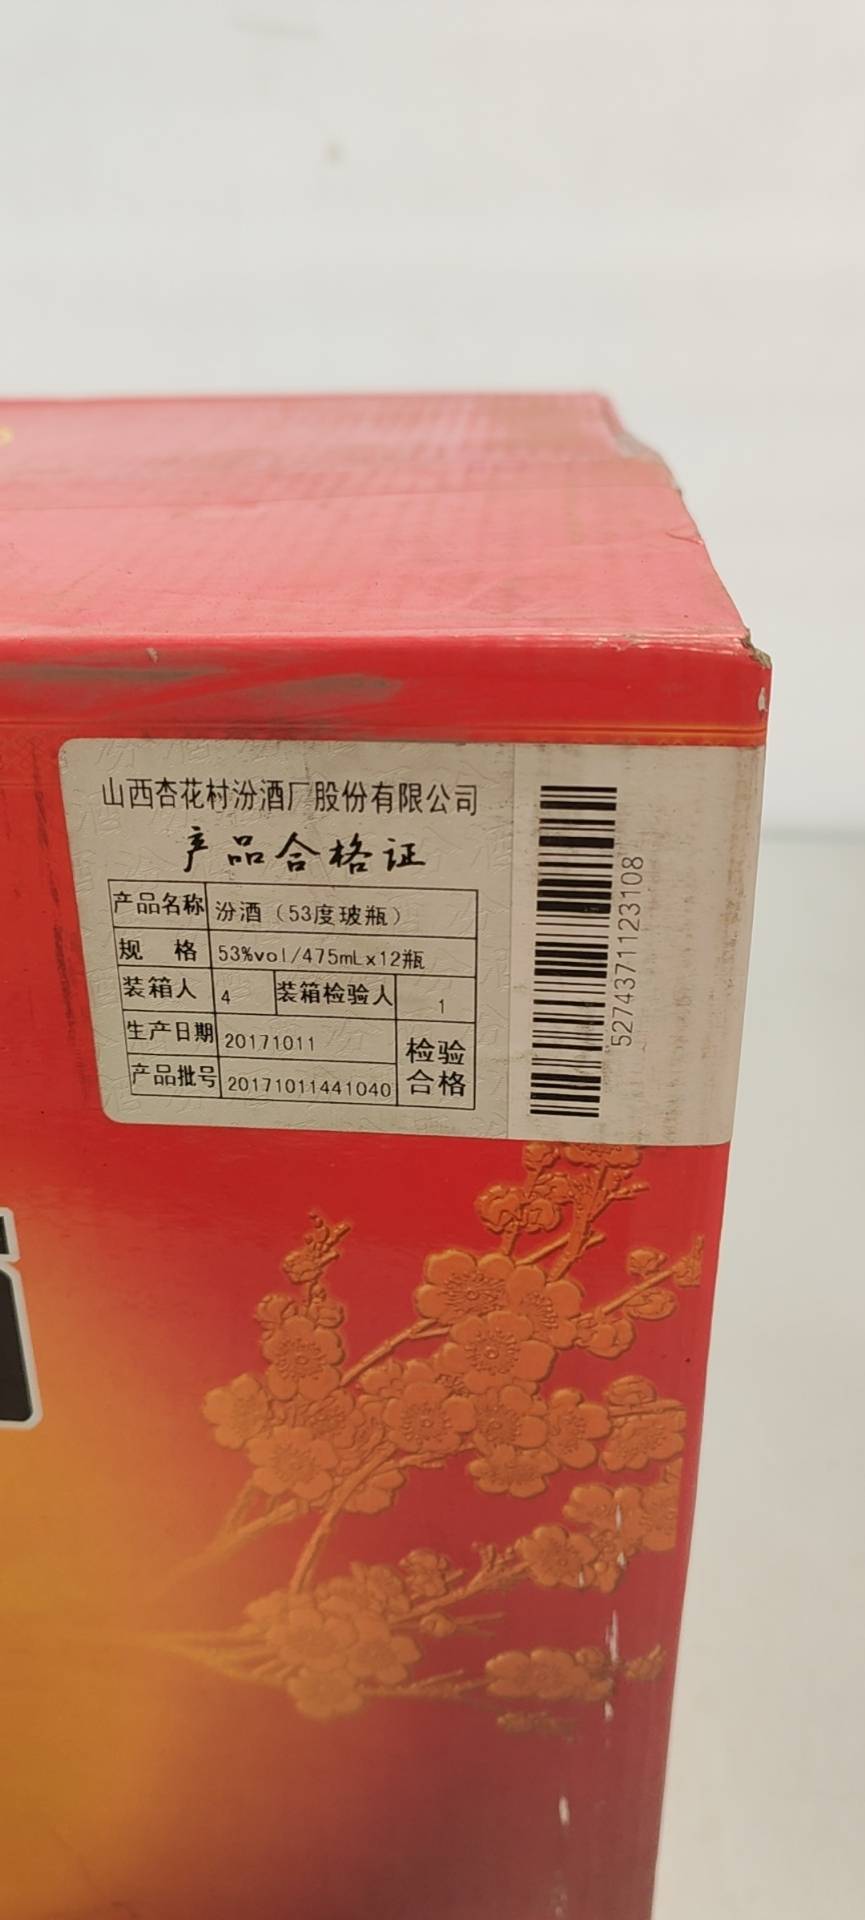 山西杏花村汾酒厂股份有限公司
产品合格证
产品名称 汾酒（53度玻瓶）
规 格 53%vol/475mL×12瓶
装箱人 4 装箱检验人 1
生产日期 20171011 检验
产品批号 20171011441040 合格
5274371123108